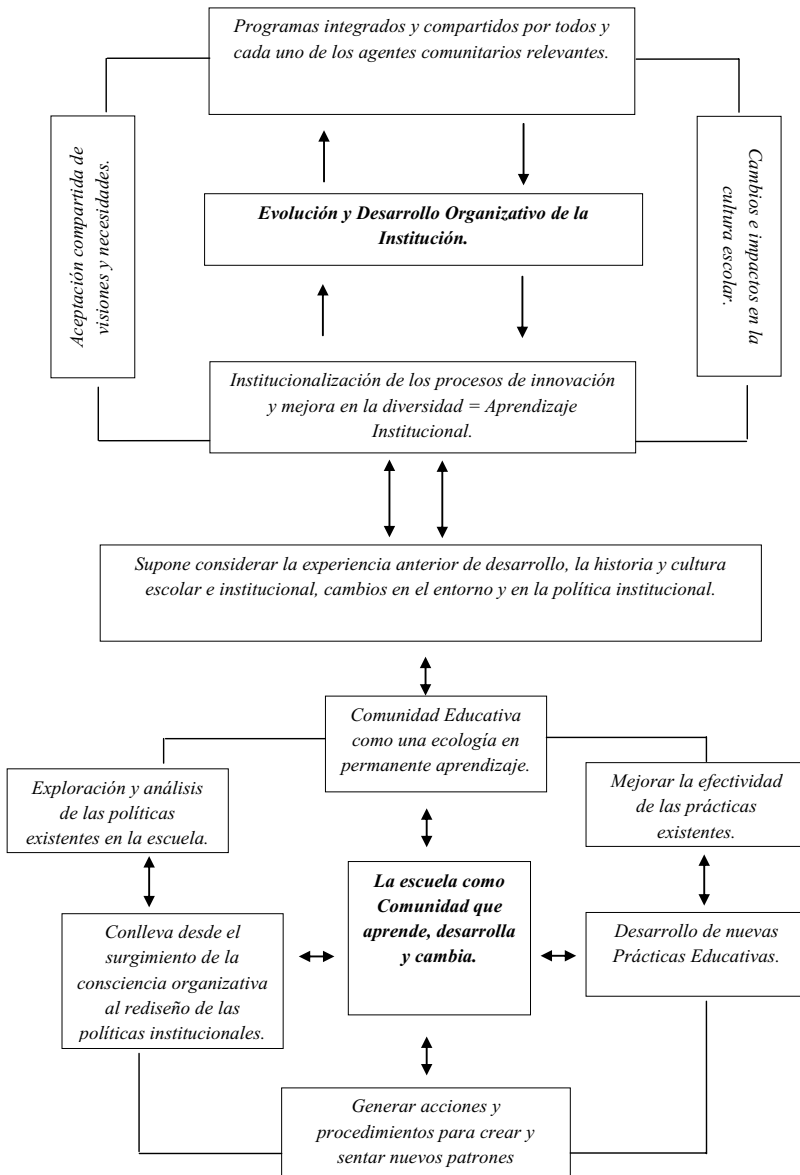 Programas integrados y compartidos por todos y
cada uno de los agentes comunitarios relevantes.
Aceptación compartida de
visiones y necesidades.
Evolución y Desarrollo Organizativo de la
Institución.
Cambios e impactos en la
cultura escolar.
Institucionalización de los procesos de innovación
y mejora en la diversidad = Aprendizaje
Institucional.
Supone considerar la experiencia anterior de desarrollo, la historia y cultura
escolar e institucional, cambios en el entorno y en la política institucional.
Comunidad Educativa
como una ecología en
permanente aprendizaje.
Exploración y análisis
de las políticas
existentes en la escuela.
Mejorar la efectividad
de las prácticas
existentes.
La escuela como
Comunidad que
aprende, desarrolla
y cambia.
Conlleva desde el
surgimiento de la
consciencia organizativa
al rediseño de las
políticas institucionales.
Desarrollo de nuevas
Prácticas Educativas.
Generar acciones y
procedimientos para crear y
sentar nuevos patrones